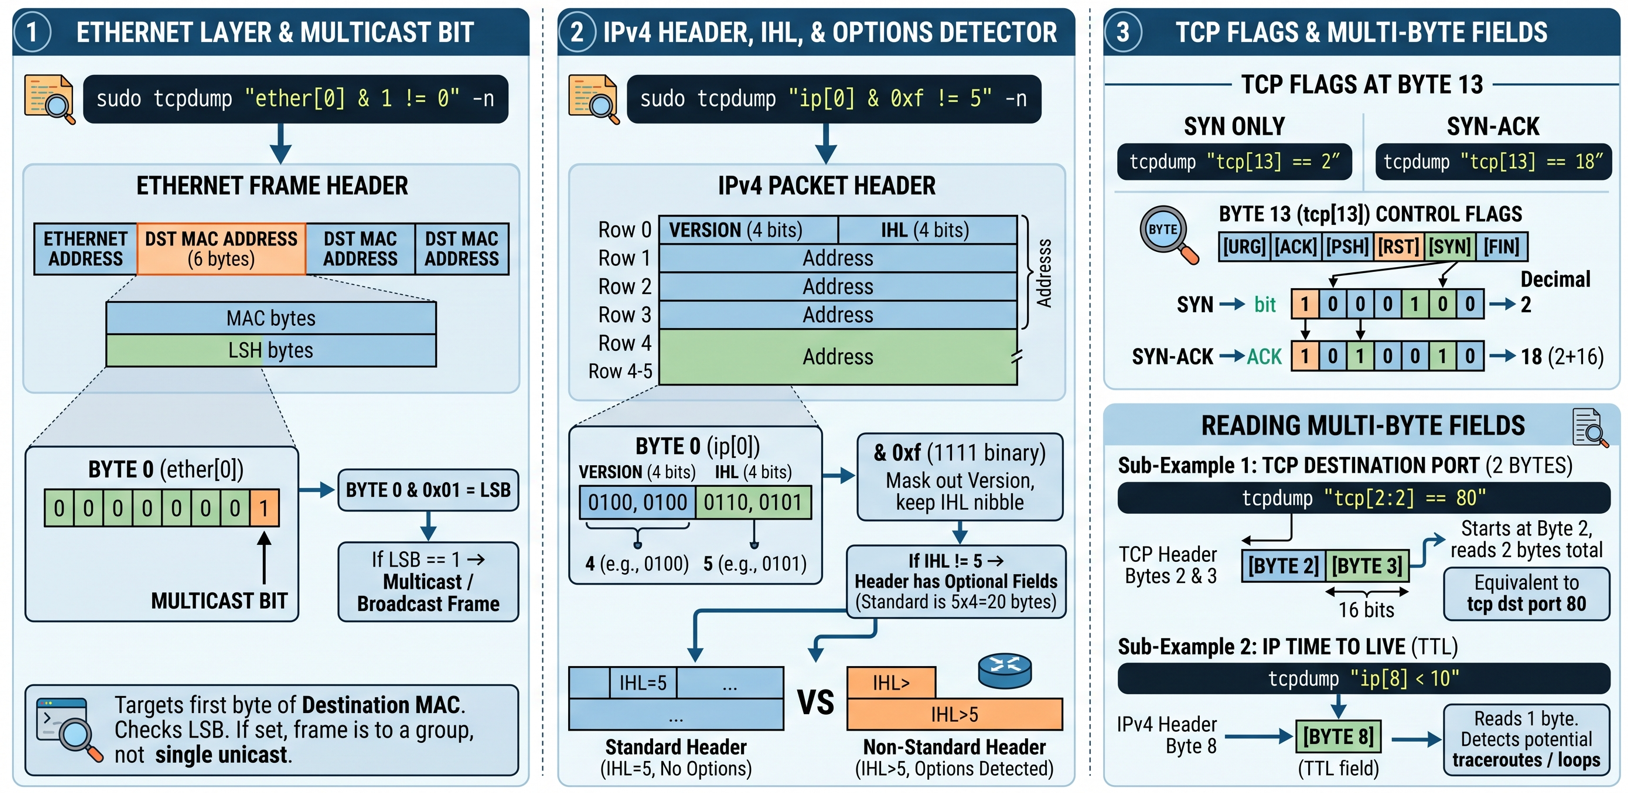 1 ETHERNET LAYER & MULTICAST BIT
sudo tcpdump "ether[0] & 1 != 0" -n
ETHERNET FRAME HEADER
ETHERNET ADDRESS
DST MAC ADDRESS
(6 bytes)
DST MAC ADDRESS
DST MAC ADDRESS
MAC bytes
LSH bytes
BYTE 0 (ether[0])
0 0 0 0 0 0 0 1
MULTICAST BIT
BYTE 0 & 0x01 = LSB
If LSB == 1 →
Multicast /
Broadcast Frame
Targets first byte of Destination MAC.
Checks LSB. If set, frame is to a group,
not single unicast.
2 IPv4 HEADER, IHL, & OPTIONS DETECTOR
sudo tcpdump "ip[0] & 0xf != 5" -n
IPv4 PACKET HEADER
Row 0 VERSION (4 bits) IHL (4 bits)
Row 1 Address
Row 2 Address
Row 3 Address
Row 4
Address
Row 4-5
Addresss
BYTE 0 (ip[0])
VERSION (4 bits) IHL (4 bits)
0100, 0100 0110, 0101
4 (e.g., 0100) 5 (e.g., 0101)
& 0xf (1111 binary)
Mask out Version,
keep IHL nibble
If IHL != 5 →
Header has Optional Fields
(Standard is 5x4=20 bytes)
IHL=5 ...
...
VS
IHL>
IHL>5
Standard Header
(IHL=5, No Options)
Non-Standard Header
(IHL>5, Options Detected)
3 TCP FLAGS & MULTI-BYTE FIELDS
TCP FLAGS AT BYTE 13
SYN ONLY
tcpdump "tcp[13] == 2"
SYN-ACK
tcpdump "tcp[13] == 18"
BYTE
BYTE 13 (tcp[13]) CONTROL FLAGS
[URG] [ACK] [PSH] [RST] [SYN] [FIN]
Decimal
SYN → bit 1 0 0 0 1 0 0 → 2
SYN-ACK → ACK 1 0 1 0 0 1 0 → 18 (2+16)
READING MULTI-BYTE FIELDS
Sub-Example 1: TCP DESTINATION PORT (2 BYTES)
tcpdump "tcp[2:2] == 80"
TCP Header
Bytes 2 & 3
[BYTE 2] [BYTE 3]
16 bits
Starts at Byte 2,
reads 2 bytes total
Equivalent to
tcp dst port 80
Sub-Example 2: IP TIME TO LIVE (TTL)
tcpdump "ip[8] < 10"
IPv4 Header
Byte 8
[BYTE 8]
(TTL field)
Reads 1 byte.
Detects potential
traceroutes / loops